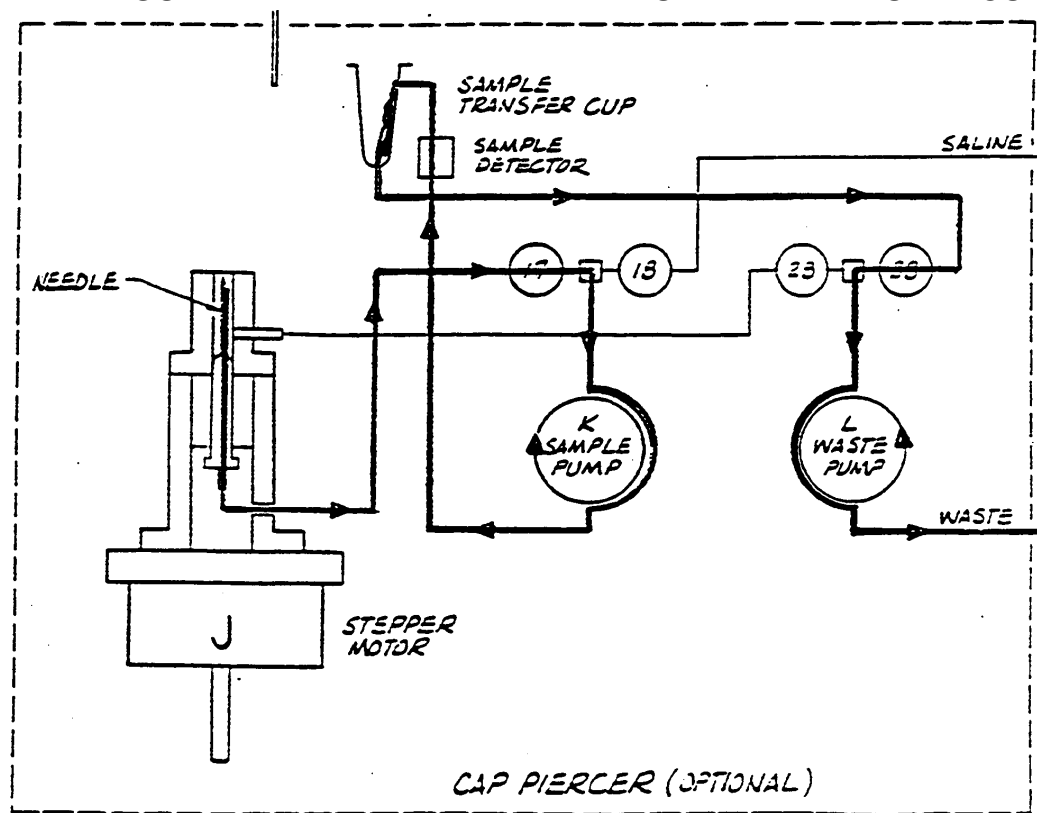 SAMPLE
TRANSFER CUP
SAMPLE
DETECTOR
SALINE
17
18
23
NEEDLE
K
SAMPLE
PUMP
L
WASTE
PUMP
WASTE
J
STEPPER
MOTOR
CAP PIERCER (OPTIONAL)